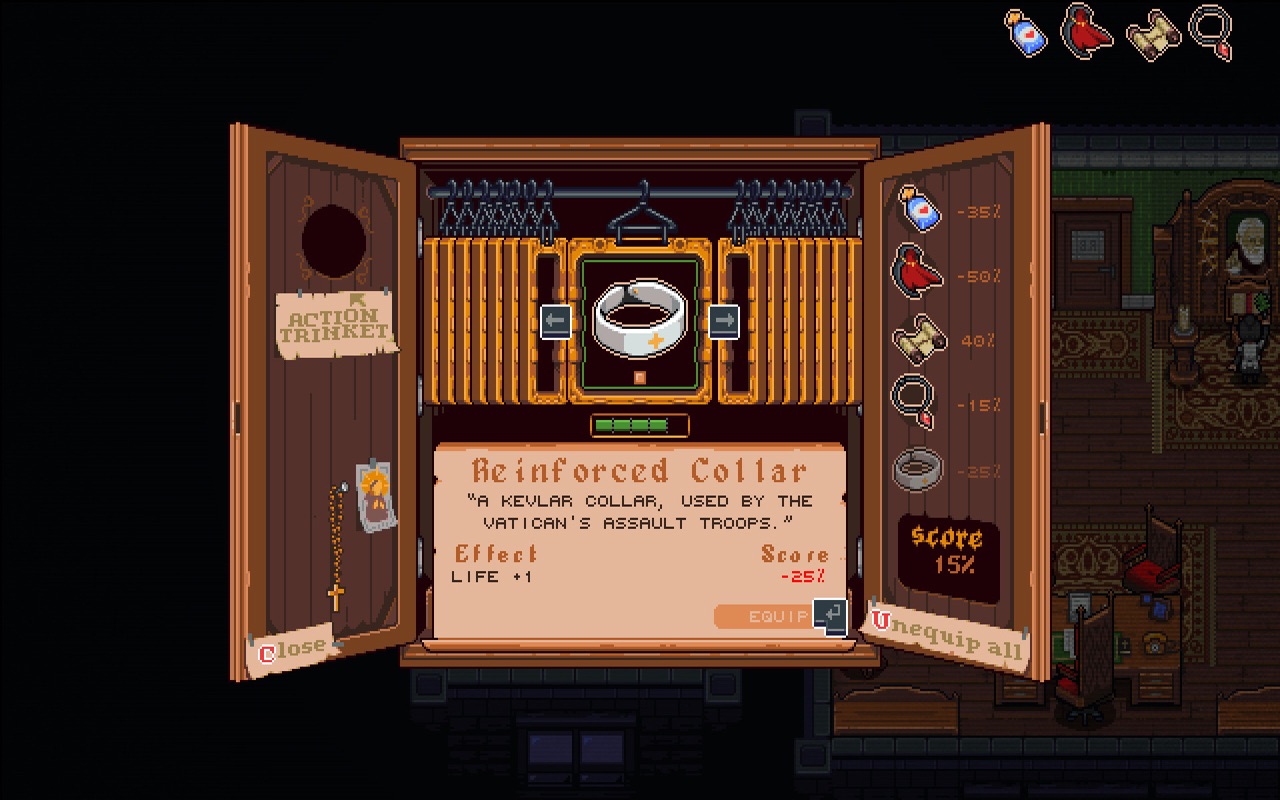 ACTION
TRINKET
Close
Reinforced Collar
"A KEVLAR COLLAR, USED BY THE
VATICAN'S ASSAULT TROOPS."
Effect
Score
LIFE +1
-25%
EQUIP
-35%
-50%
40%
-15%
-25%
Score
15%
Unequip all